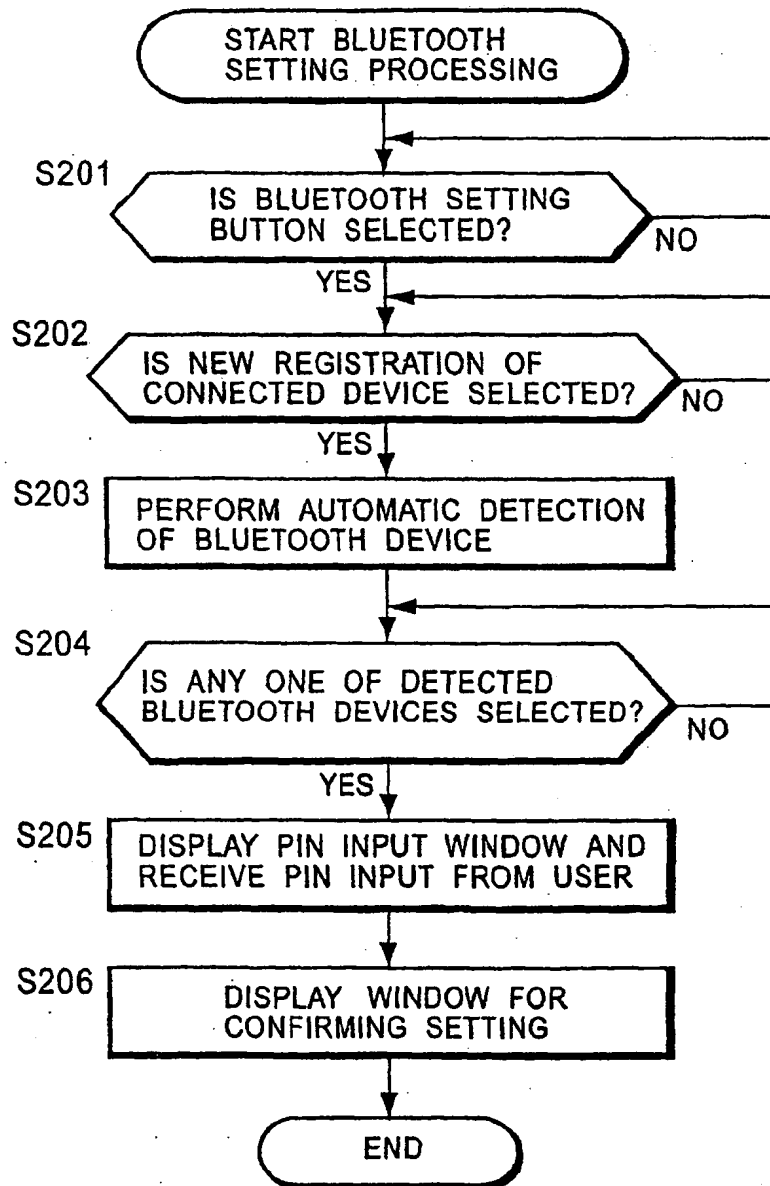 START BLUETOOTH
SETTING PROCESSING
S201
IS BLUETOOTH SETTING
BUTTON SELECTED?
NO
YES
S202
IS NEW REGISTRATION OF
CONNECTED DEVICE SELECTED?
NO
YES
S203
PERFORM AUTOMATIC DETECTION
OF BLUETOOTH DEVICE
S204
IS ANY ONE OF DETECTED
BLUETOOTH DEVICES SELECTED?
NO
YES
S205
DISPLAY PIN INPUT WINDOW AND
RECEIVE PIN INPUT FROM USER
S206
DISPLAY WINDOW FOR
CONFIRMING SETTING
END